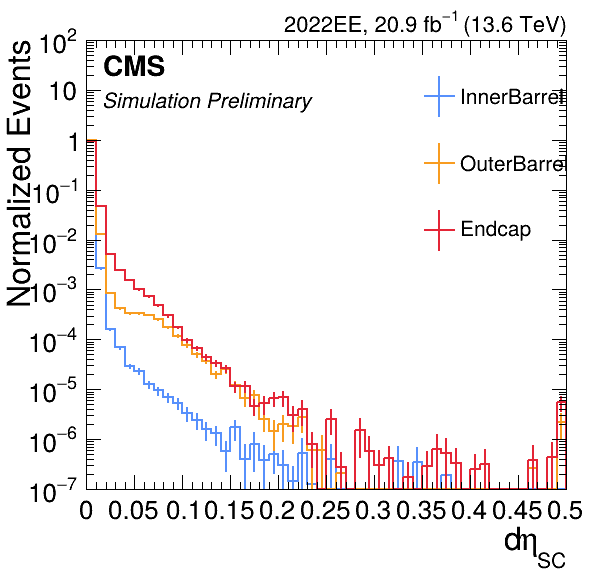 2022EE, 20.9 fb⁻¹ (13.6 TeV)
CMS
Simulation Preliminary
InnerBarrel
OuterBarrel
Endcap
Normalized Events
10²
10
1
10⁻¹
10⁻²
10⁻³
10⁻⁴
10⁻⁵
10⁻⁶
10⁻⁷
0 0.05 0.10 0.15 0.2 0.25 0.3 0.35 0.4 0.45 0.5
dη_SC